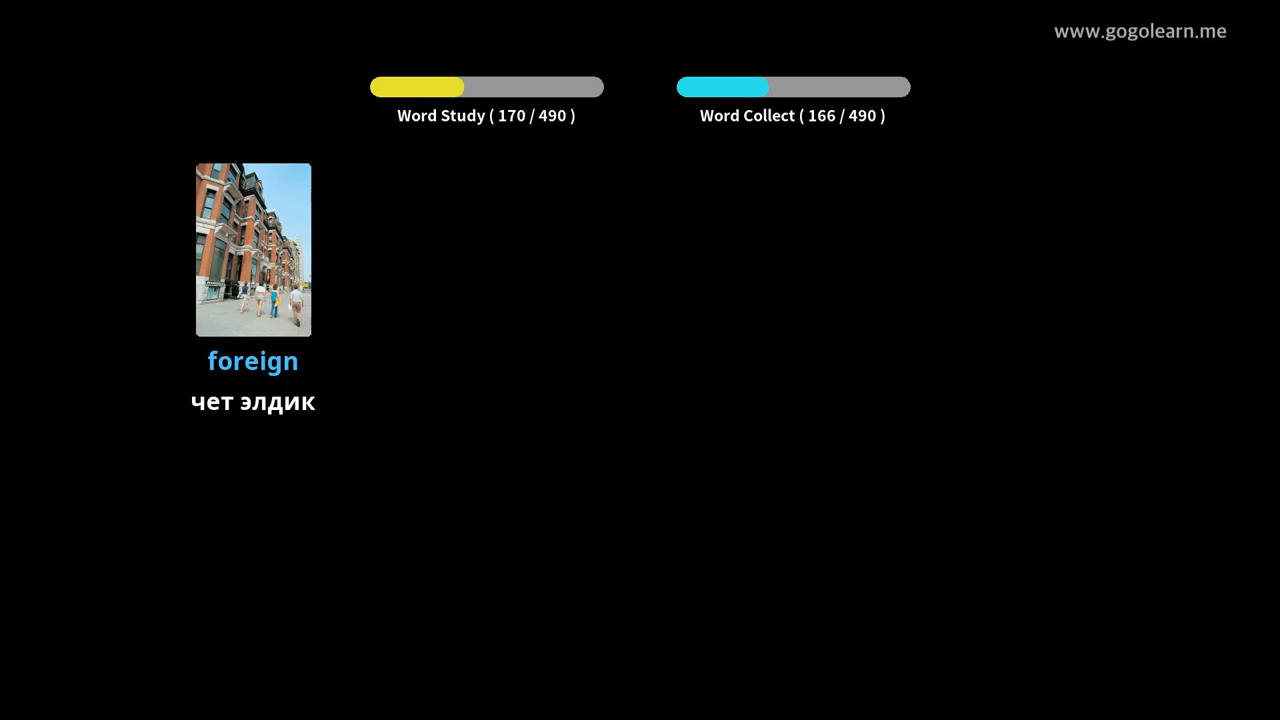 www.gogolearn.me
Word Study ( 170 / 490 )
Word Collect ( 166 / 490 )
foreign
чет элдик